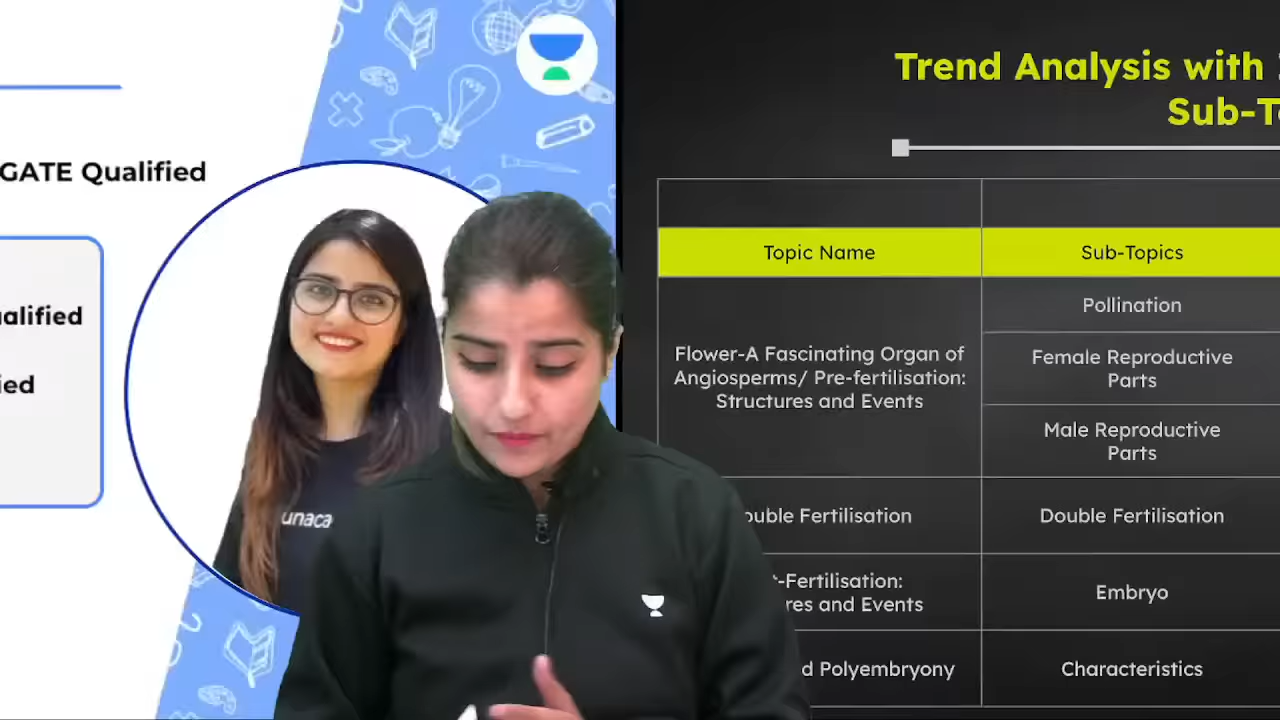 GATE Qualified
alified
ied
unaca
Trend Analysis with
Sub-T
Topic Name
Sub-Topics
Flower-A Fascinating Organ of
Angiosperms/ Pre-fertilisation:
Structures and Events
Pollination
Female Reproductive
Parts
Male Reproductive
Parts
ouble Fertilisation
Double Fertilisation
-Fertilisation:
res and Events
Embryo
d Polyembryony
Characteristics